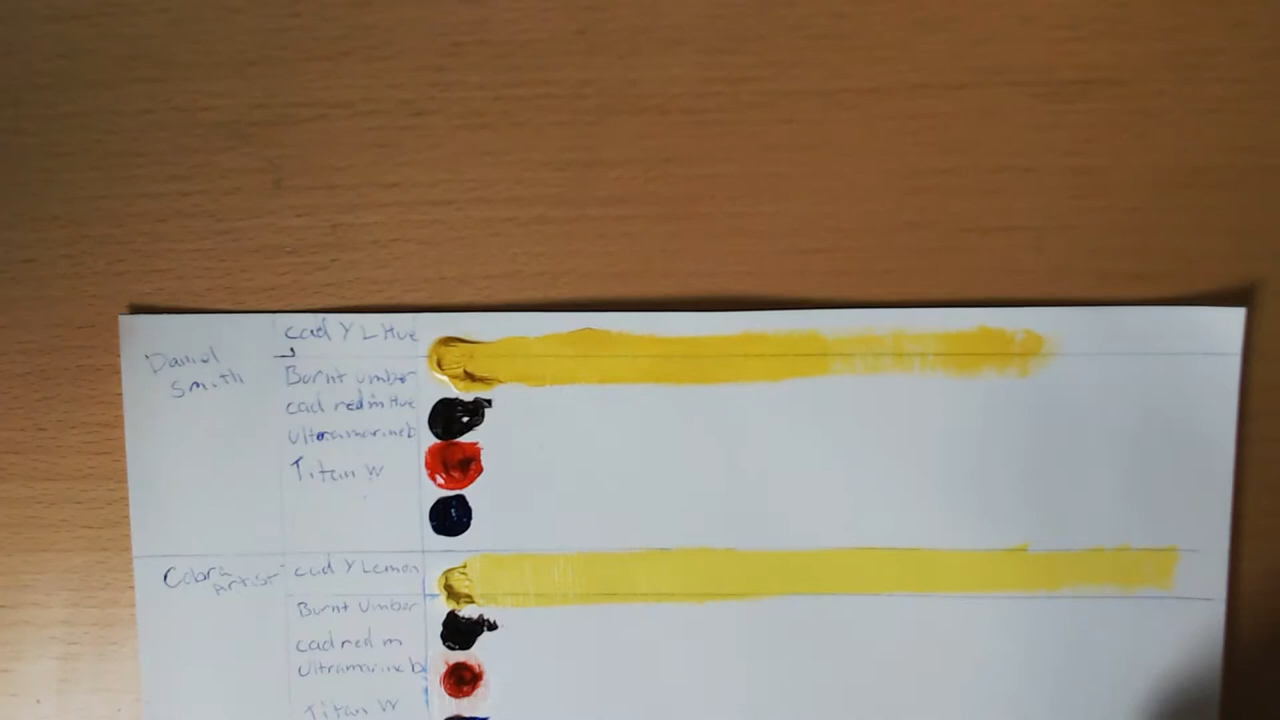 Daniel
Smith
cad Y L Hue
Burnt umber
cad red m Hue
Ultramarine b
Titan W
Cobra
Artist
cad Y Lemon
Burnt Umber
cad red m
Ultramarine b
Titan W